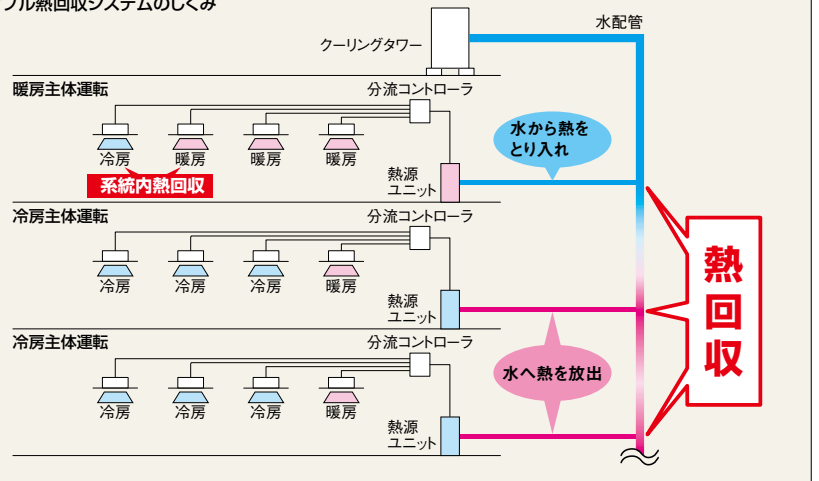 フル熱回収システムのしくみ
水配管
クーリングタワー
暖房主体運転
分流コントローラ
冷房
暖房
暖房
暖房
系統内熱回収
熱源
ユニット
水から熱を
とり入れ
冷房主体運転
分流コントローラ
冷房
冷房
冷房
暖房
熱源
ユニット
熱回収
冷房主体運転
分流コントローラ
冷房
冷房
冷房
暖房
熱源
ユニット
水へ熱を放出